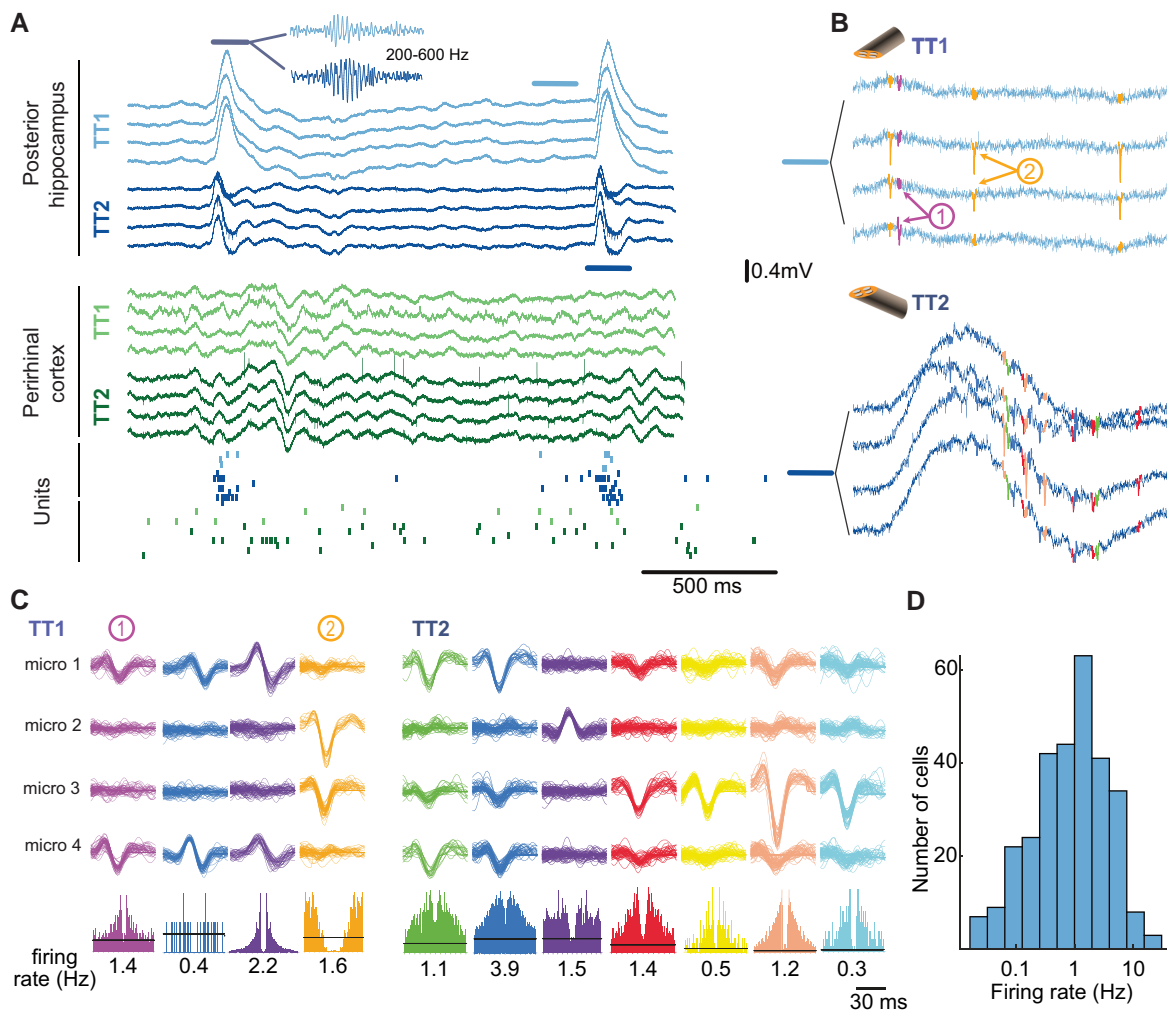 A
200-600 Hz
Posterior
hippocampus
TT1
TT2
Perirhinal
cortex
TT1
TT2
Units
500 ms
B
TT1
2
1
0.4mV
TT2
C
TT1
1
2
TT2
micro 1
micro 2
micro 3
micro 4
firing
rate (Hz)
1.4 0.4 2.2 1.6 1.1 3.9 1.5 1.4 0.5 1.2 0.3
30 ms
D
Number of cells
60
40
20
0.1 1 10
Firing rate (Hz)